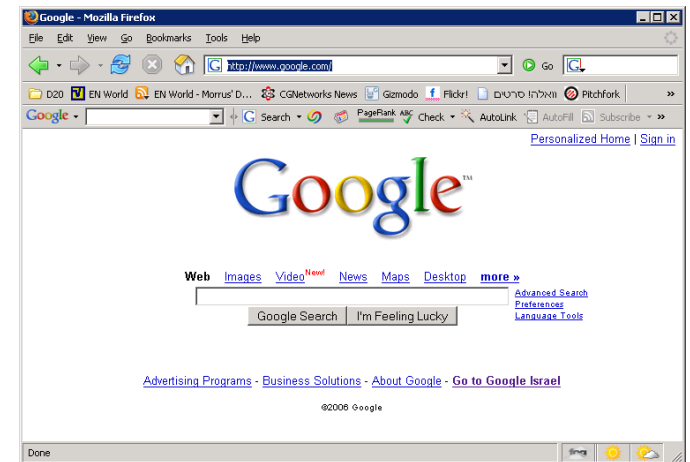 Google - Mozilla Firefox
File Edit View Go Bookmarks Tools Help
http://www.google.com/ Go G
D20 EN World EN World - Morrus' D... CGNetworks News Gizmodo Flickr! וואלה! סרטים Pitchfork »
Google Search PageRank ABC Check AutoLink AutoFill Subscribe »
Personalized Home | Sign in
Google™
Web Images Video New! News Maps Desktop more »
Advanced Search
Preferences
Language Tools
Google Search I'm Feeling Lucky
Advertising Programs - Business Solutions - About Google - Go to Google Israel
©2006 Google
Done